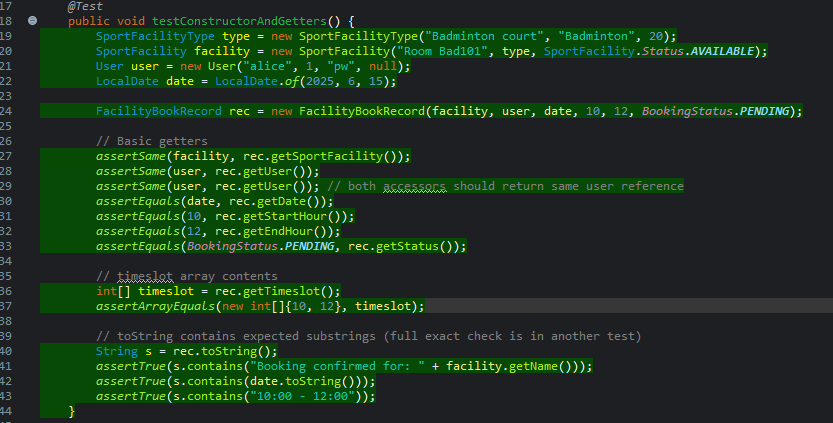 17 @Test
18 public void testConstructorAndGetters() {
19 SportFacilityType type = new SportFacilityType("Badminton court", "Badminton", 20);
20 SportFacility facility = new SportFacility("Room Bad101", type, SportFacility.Status.AVAILABLE);
21 User user = new User("alice", 1, "pw", null);
22 LocalDate date = LocalDate.of(2025, 6, 15);
23
24 FacilityBookRecord rec = new FacilityBookRecord(facility, user, date, 10, 12, BookingStatus.PENDING);
25
26 // Basic getters
27 assertSame(facility, rec.getSportFacility());
28 assertSame(user, rec.getUser());
29 assertSame(user, rec.getUser()); // both accessors should return same user reference
30 assertEquals(date, rec.getDate());
31 assertEquals(10, rec.getStartHour());
32 assertEquals(12, rec.getEndHour());
33 assertEquals(BookingStatus.PENDING, rec.getStatus());
34
35 // timeslot array contents
36 int[] timeslot = rec.getTimeslot();
37 assertArrayEquals(new int[]{10, 12}, timeslot);
38
39 // toString contains expected substrings (full exact check is in another test)
40 String s = rec.toString();
41 assertTrue(s.contains("Booking confirmed for: " + facility.getName()));
42 assertTrue(s.contains(date.toString()));
43 assertTrue(s.contains("10:00 - 12:00"));
44 }